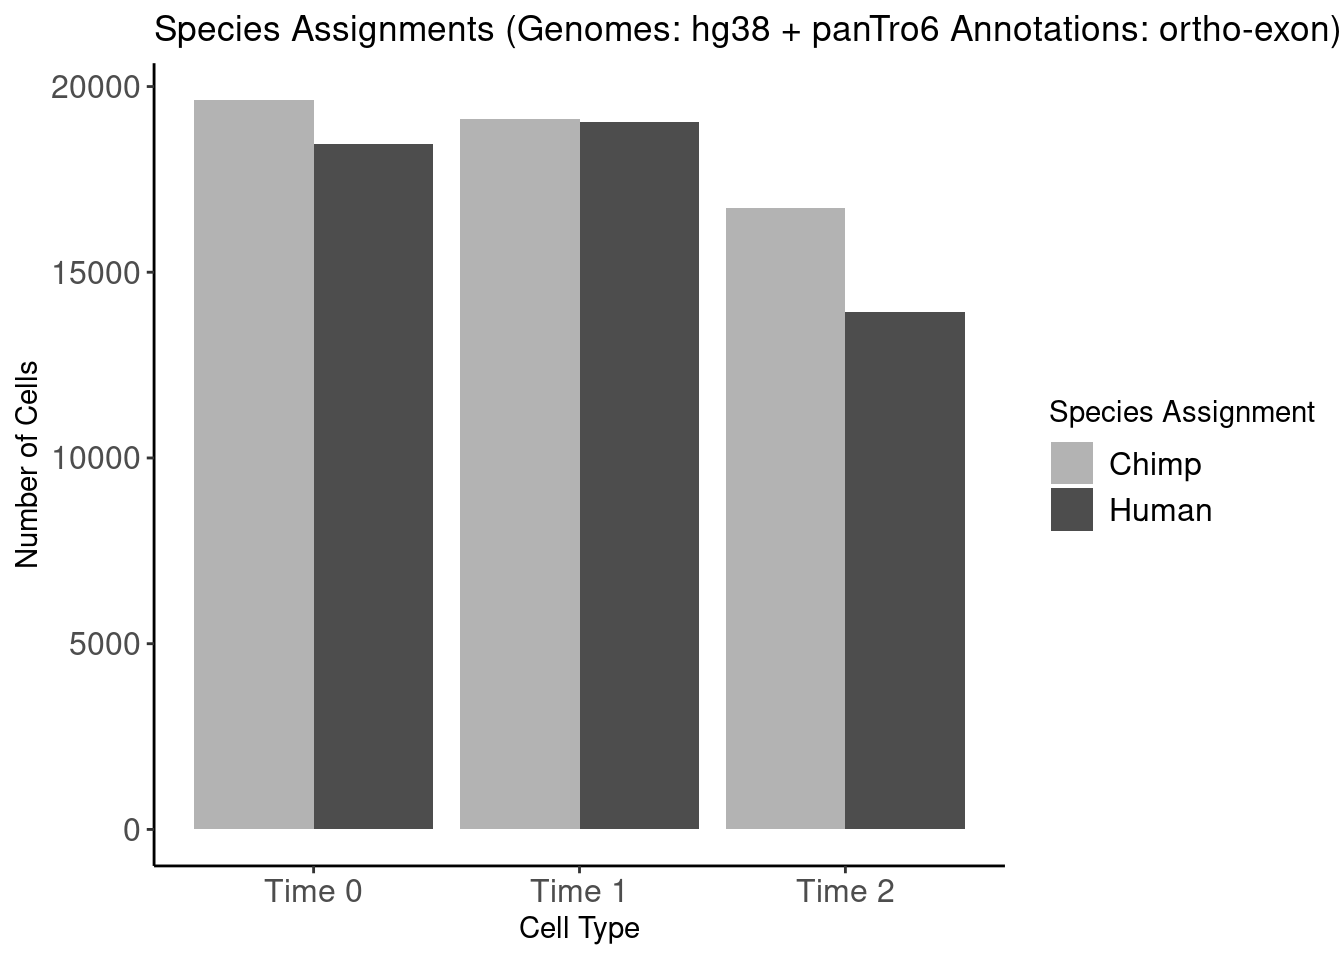 Species Assignments (Genomes: hg38 + panTro6 Annotations: ortho-exon)
20000
15000
10000
5000
0
Number of Cells
Time 0
Time 1
Time 2
Cell Type
Species Assignment
Chimp
Human